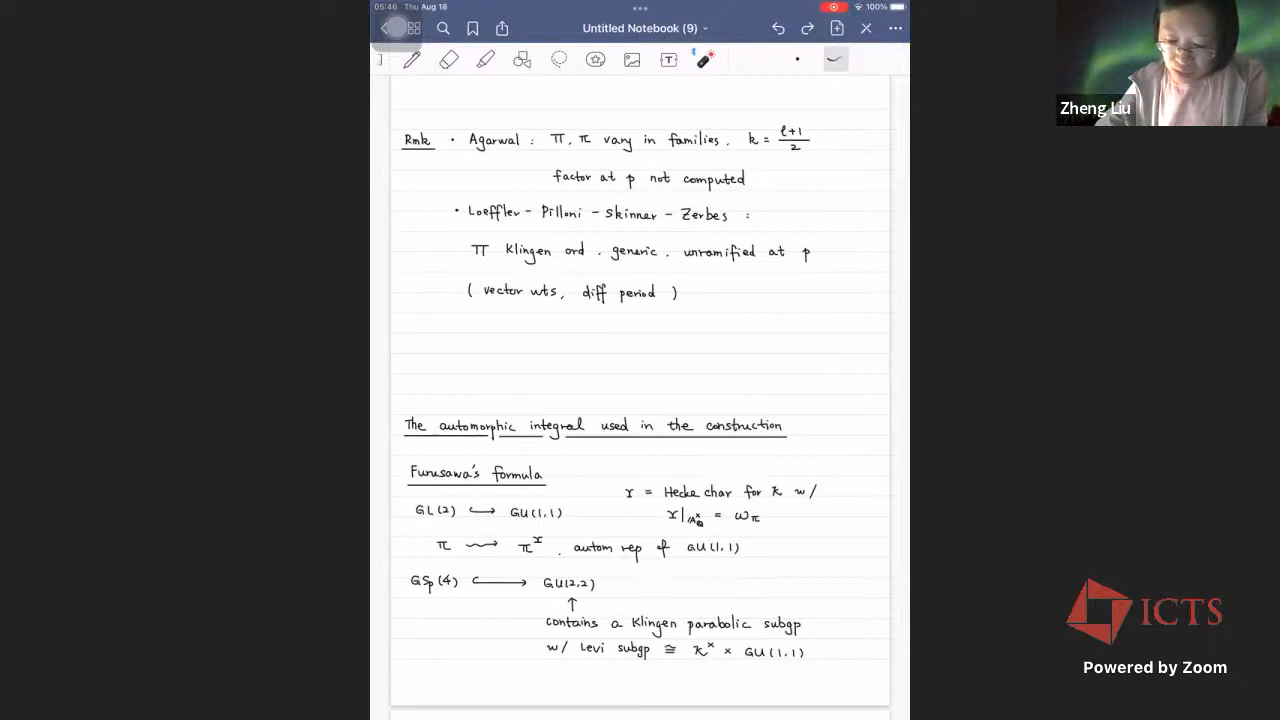 05:46 Thu Aug 18
100%
Untitled Notebook (9)
Zheng Liu
Rmk · Agarwal : Π, π vary in families. k = (ℓ+1)/2
factor at p not computed
· Loeffler - Pilloni - Skinner - Zerbes :
Π Klingen ord. generic. unramified at p
( vector wts, diff period )
The automorphic integral used in the construction
Furusawa's formula
ϒ = Hecke char for K w/
GL(2) ↪ GU(1,1)
ϒ|_{A_Q^×} = ω_π
π ⇝ π^ϒ . autom rep of GU(1,1)
GSp(4) ↪ GU(2,2)
↑
contains a Klingen parabolic subgp
w/ Levi subgp ≅ K^× × GU(1,1)
ICTS
Powered by Zoom